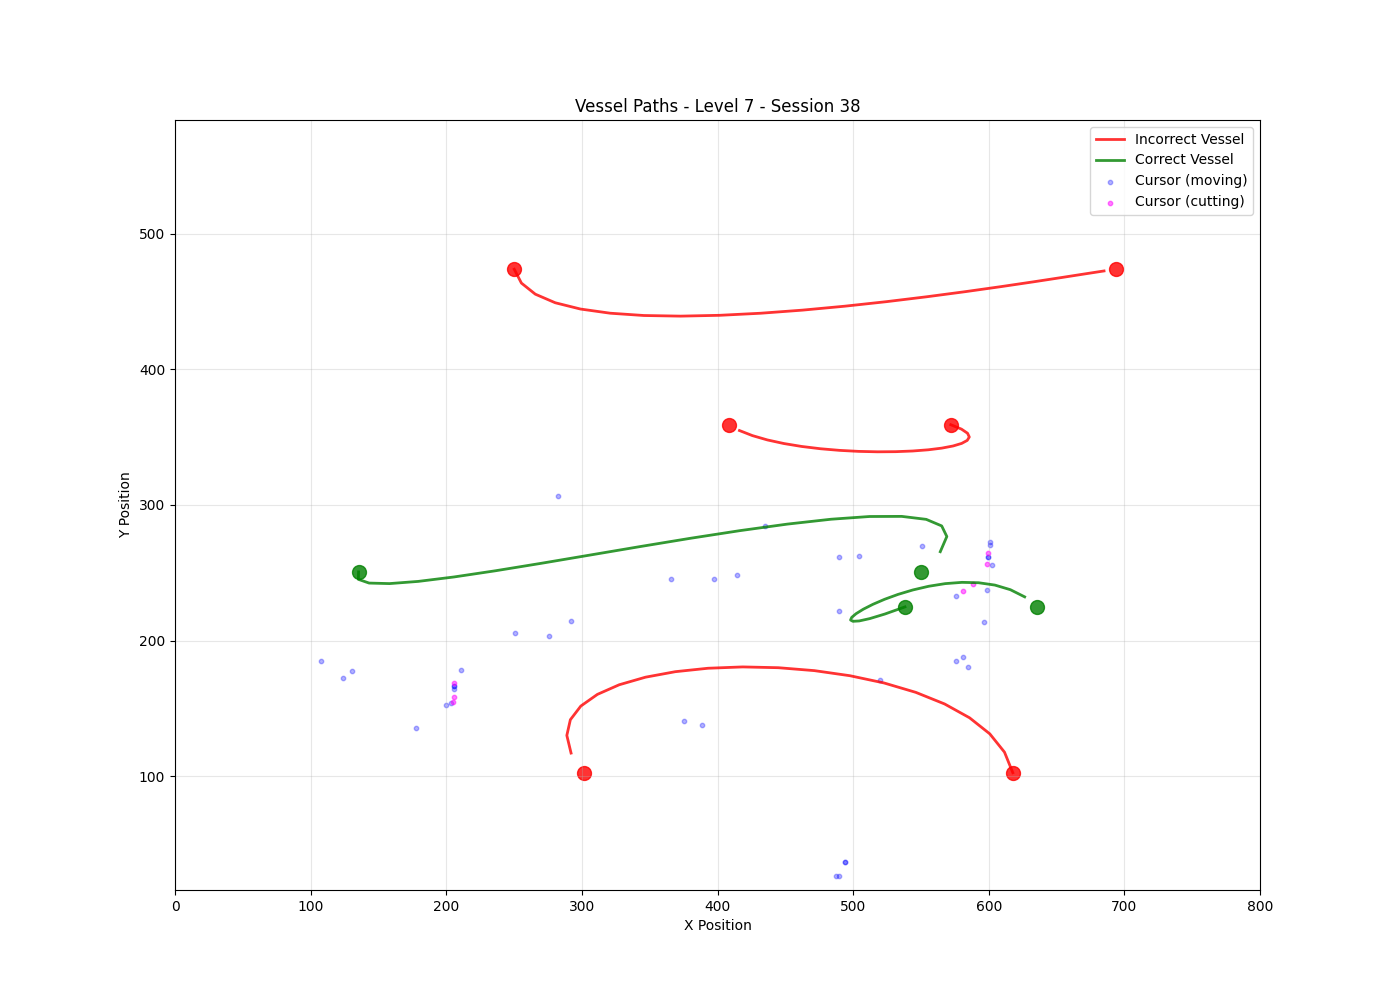 Vessel Paths - Level 7 - Session 38
Incorrect Vessel
Correct Vessel
Cursor (moving)
Cursor (cutting)
500
400
300
200
100
Y Position
0 100 200 300 400 500 600 700 800
X Position